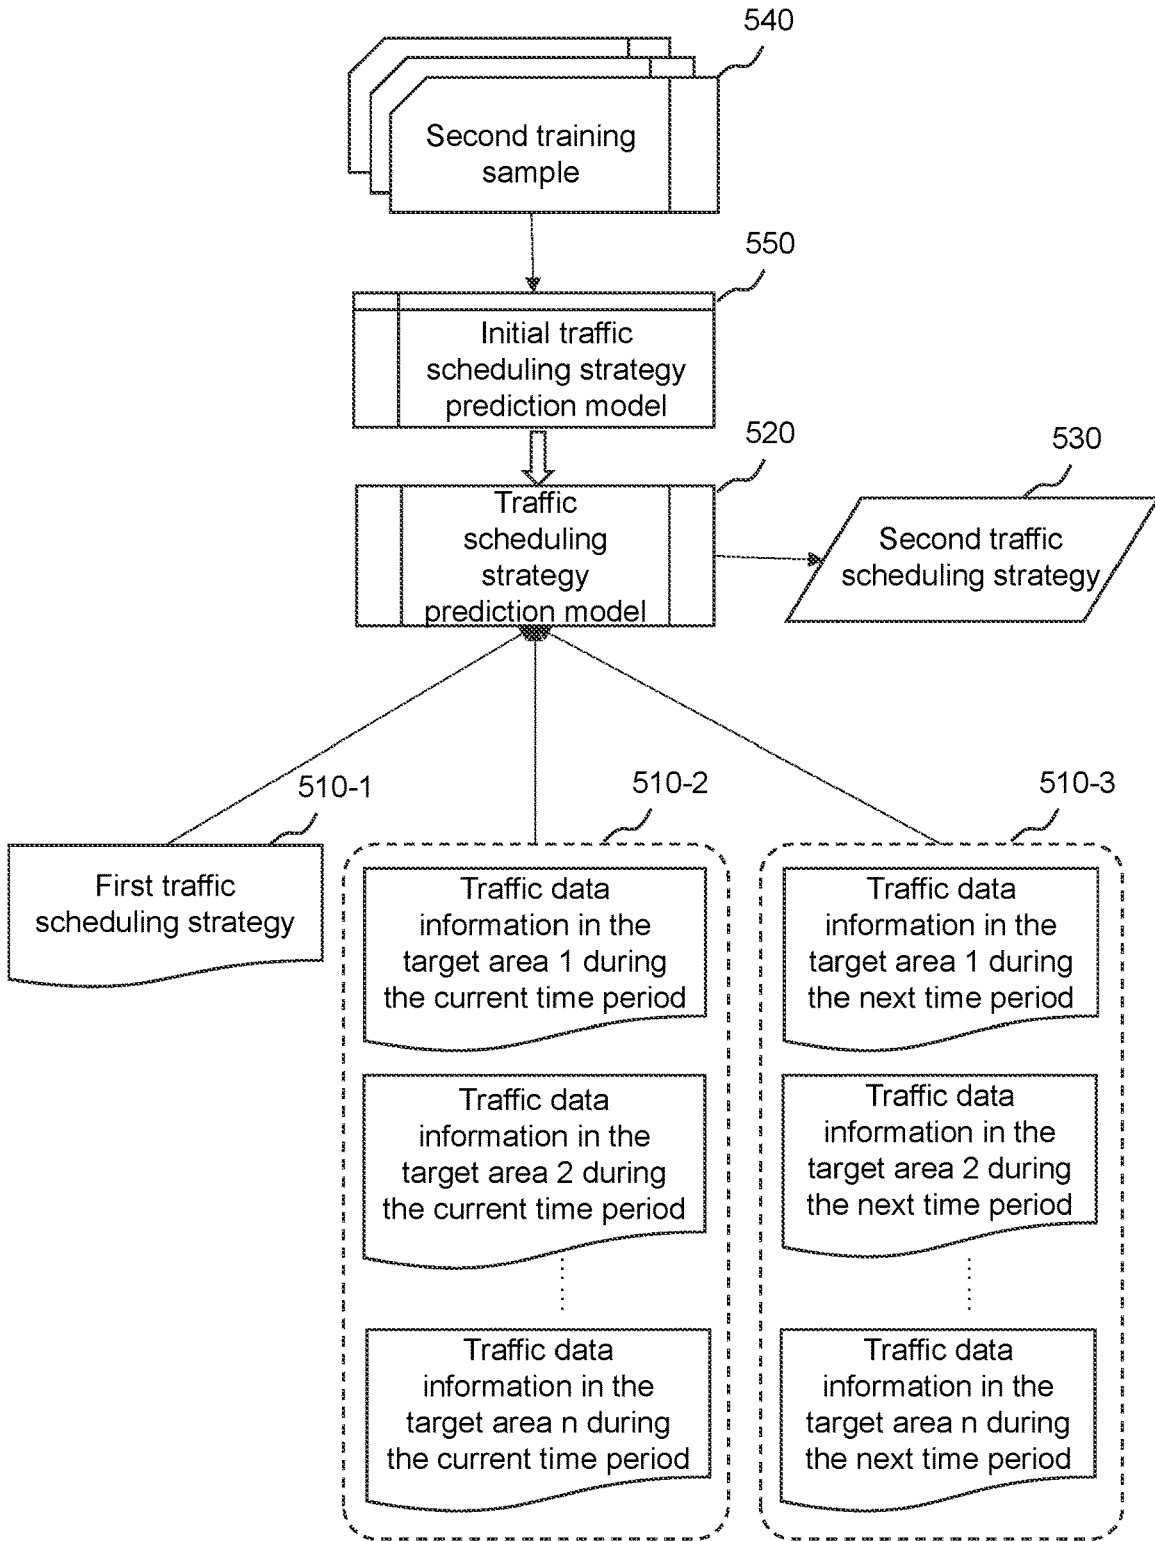 540
Second training
sample
550
Initial traffic
scheduling strategy
prediction model
520
Traffic
scheduling
strategy
prediction model
530
Second traffic
scheduling strategy
510-1
First traffic
scheduling strategy
510-2
Traffic data
information in the
target area 1 during
the current time period
Traffic data
information in the
target area 2 during
the current time period
Traffic data
information in the
target area n during
the current time period
510-3
Traffic data
information in the
target area 1 during
the next time period
Traffic data
information in the
target area 2 during
the next time period
Traffic data
information in the
target area n during
the next time period